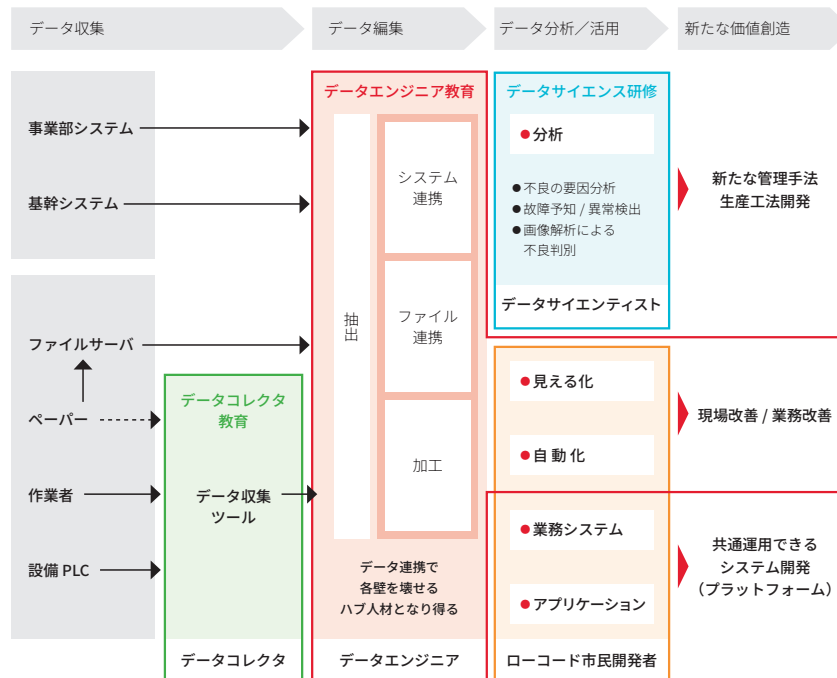 データ収集
データ編集
データ分析／活用
新たな価値創造
事業部システム
基幹システム
ファイルサーバ
ペーパー
作業者
設備 PLC
データコレクタ
教育
データ収集
ツール
データコレクタ
データエンジニア教育
抽出
システム
連携
ファイル
連携
加工
データ連携で
各壁を壊せる
ハブ人材となり得る
データエンジニア
データサイエンス研修
●分析
●不良の要因分析
●故障予知 / 異常検出
●画像解析による
不良判別
データサイエンティスト
●見える化
●自動化
●業務システム
●アプリケーション
ローコード市民開発者
新たな管理手法
生産工法開発
現場改善 / 業務改善
共通運用できる
システム開発
（プラットフォーム）